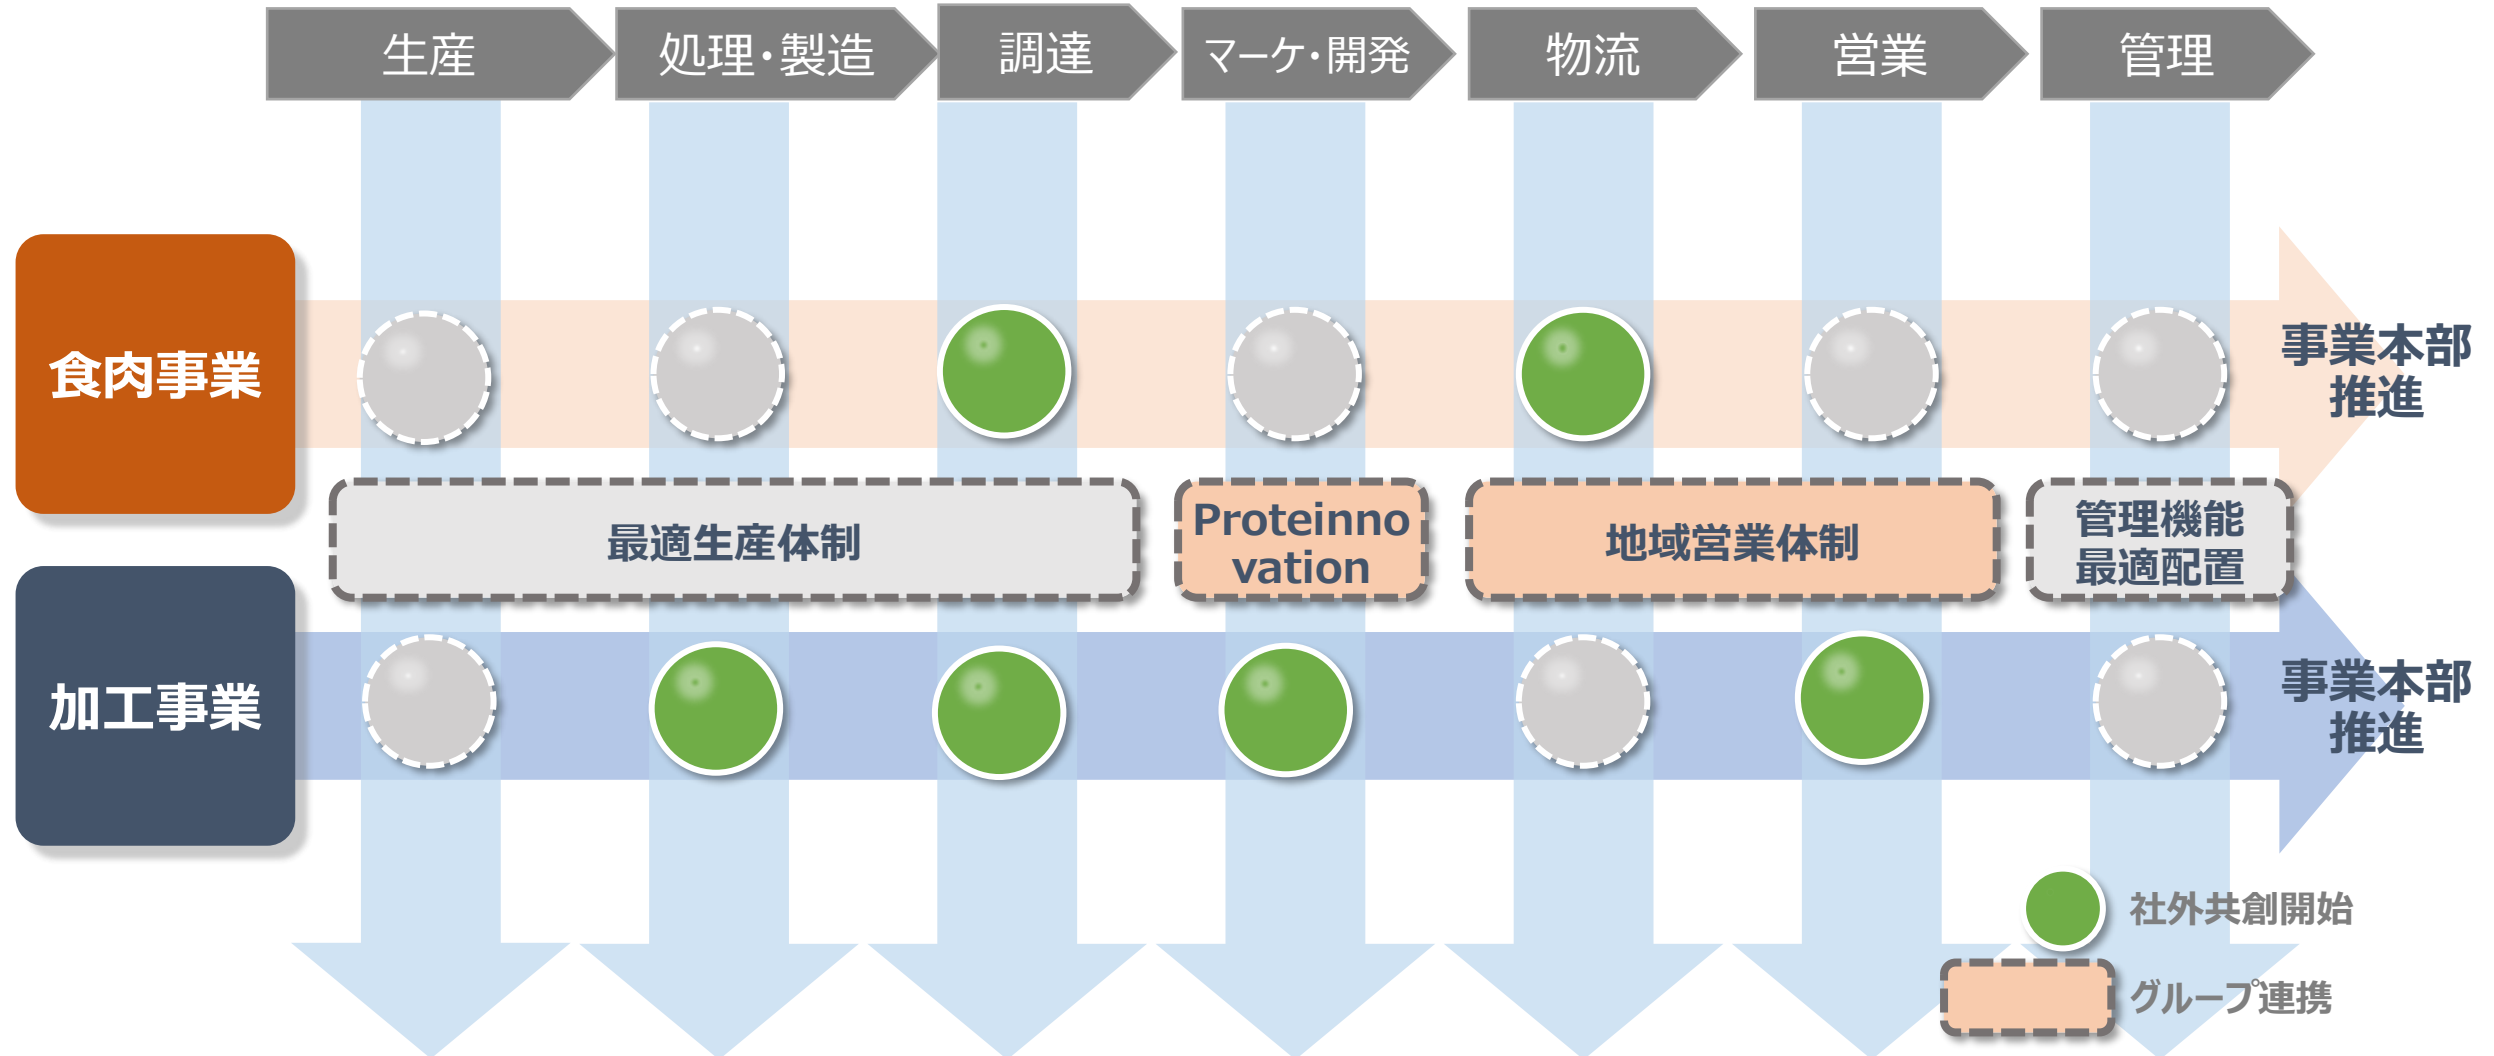 生産
処理・製造
調達
マーケ・開発
物流
営業
管理
食肉事業
事業本部
推進
最適生産体制
Proteinno
vation
地域営業体制
管理機能
最適配置
加工事業
事業本部
推進
社外共創開始
グループ連携